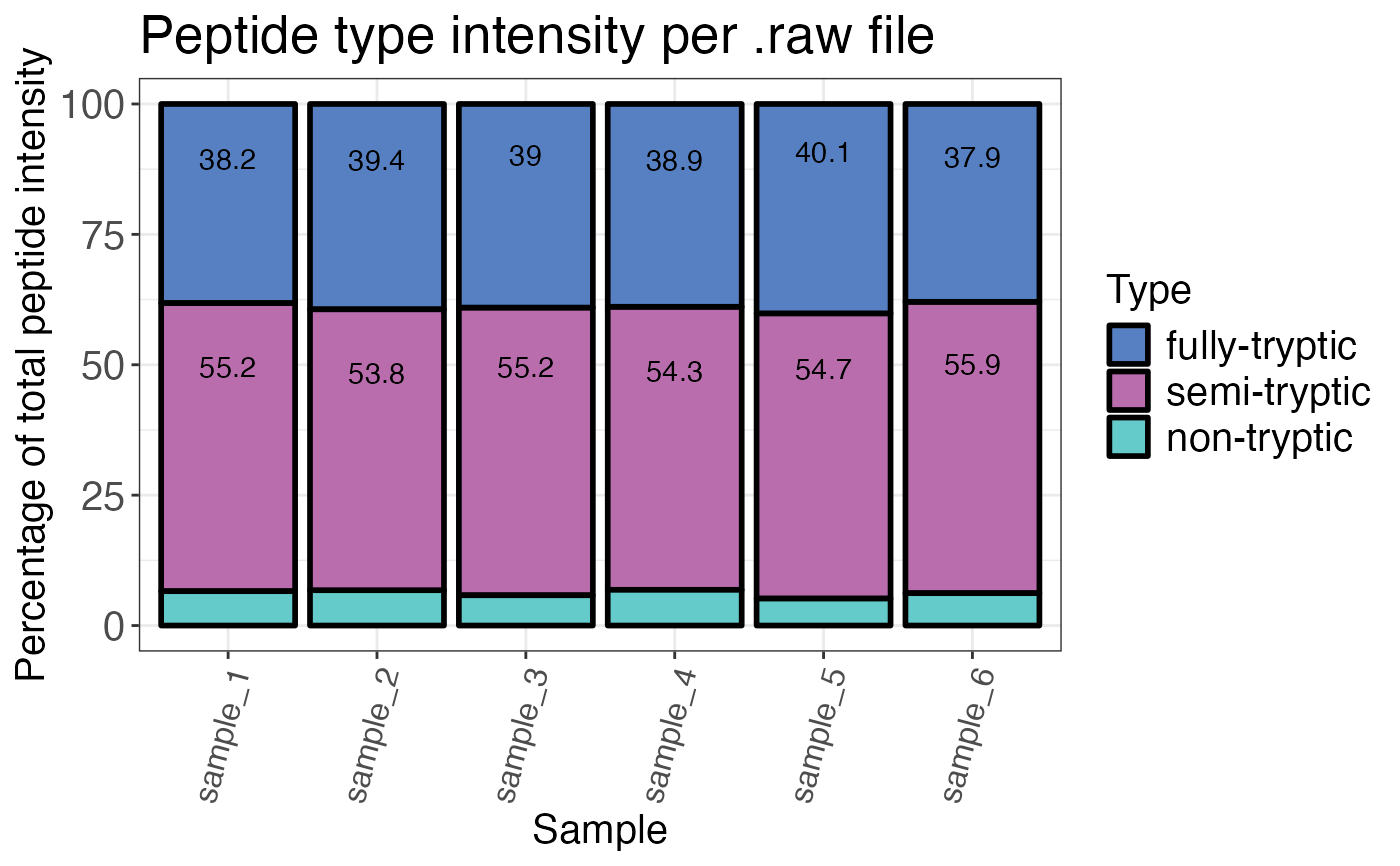 Peptide type intensity per .raw file
Percentage of total peptide intensity
100
75
50
25
0
38.2 39.4 39 38.9 40.1 37.9
55.2 53.8 55.2 54.3 54.7 55.9
sample_1 sample_2 sample_3 sample_4 sample_5 sample_6
Sample
Type
fully-tryptic
semi-tryptic
non-tryptic